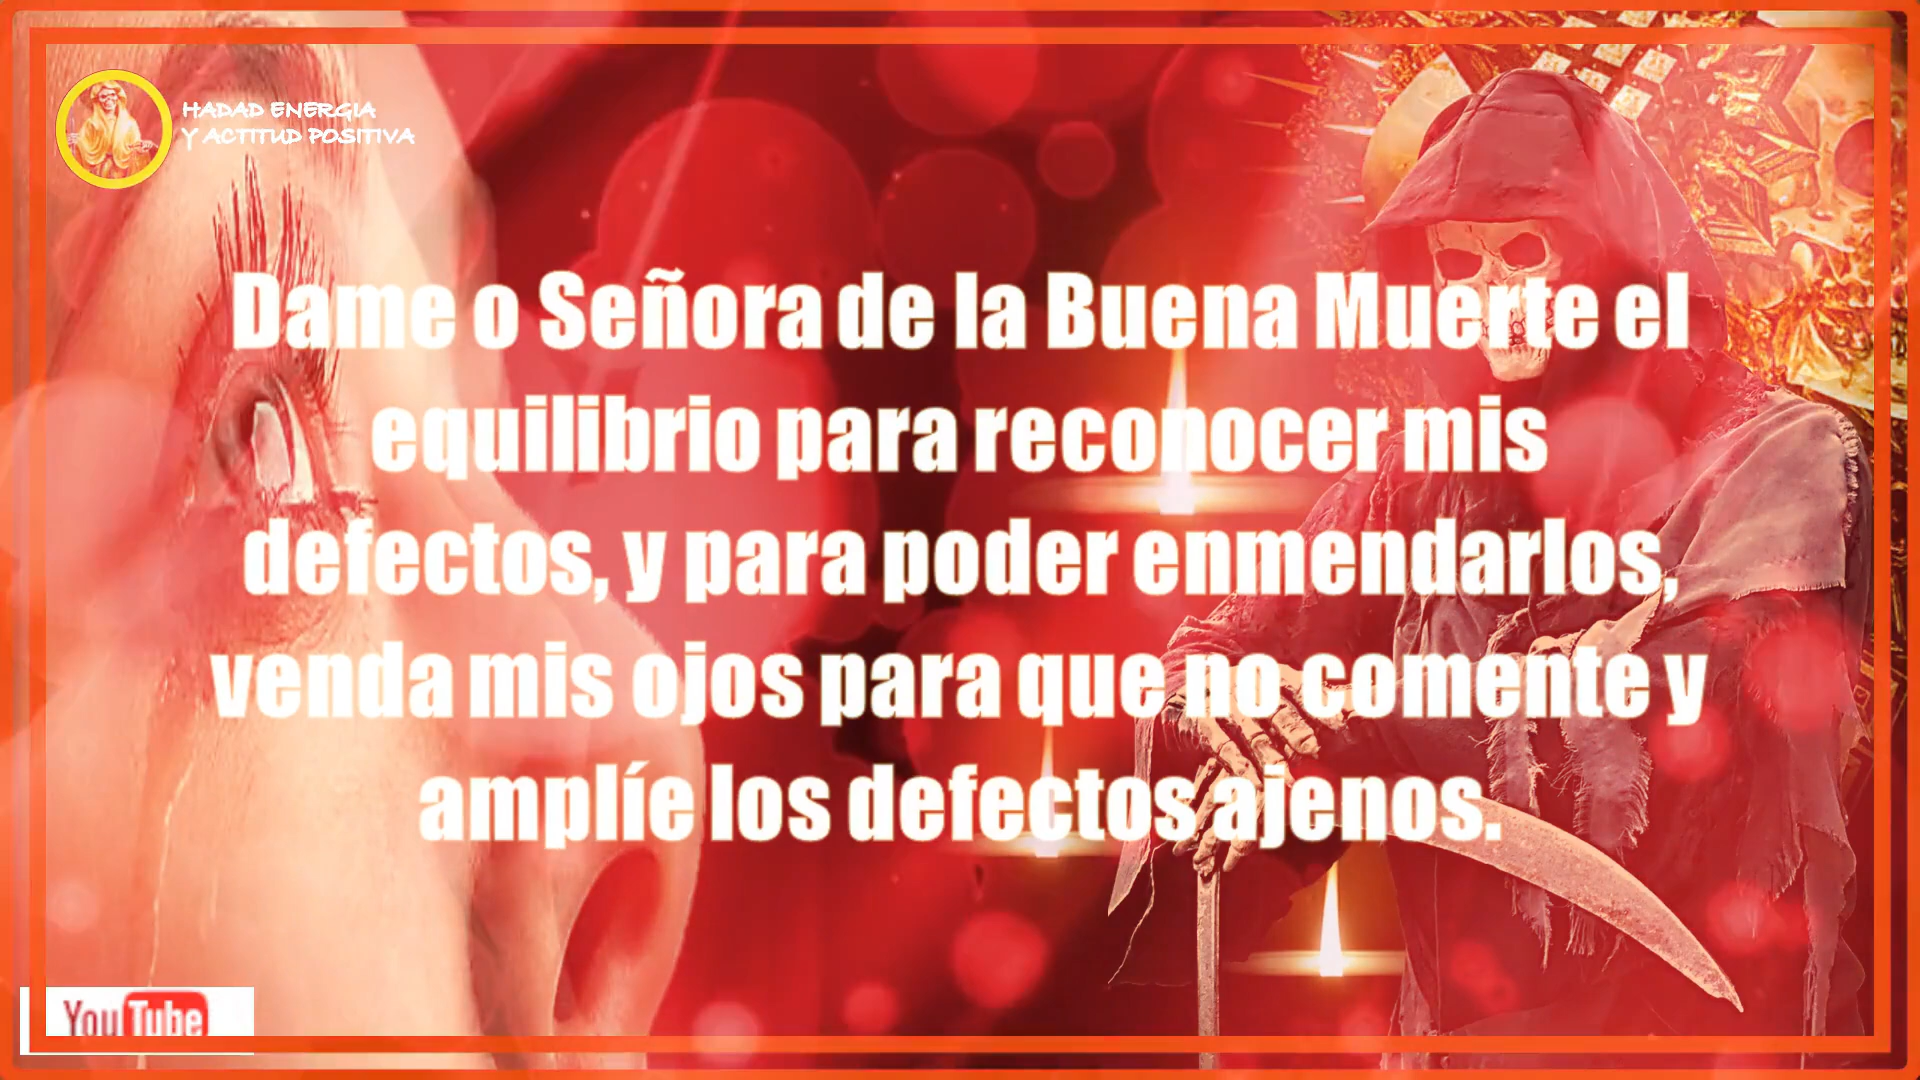 HADAD ENERGIA
Y ACTITUD POSITIVA
Dame o Señora de la Buena Muerte el
equilibrio para reconocer mis
defectos, y para poder enmendarlos,
venda mis ojos para que no comente y
amplíe los defectos ajenos.
YouTube